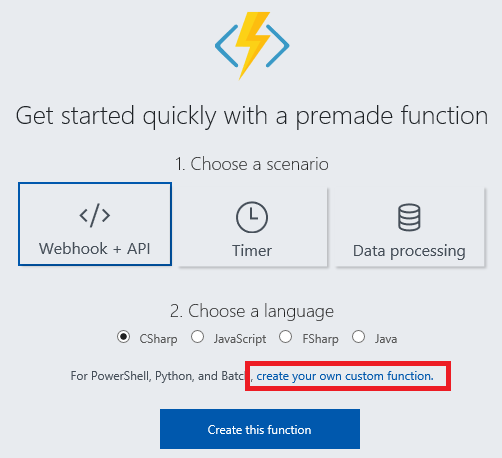 Get started quickly with a premade function
1. Choose a scenario
Webhook + API
Timer
Data processing
2. Choose a language
CSharp JavaScript FSharp Java
For PowerShell, Python, and Batch, create your own custom function.
Create this function